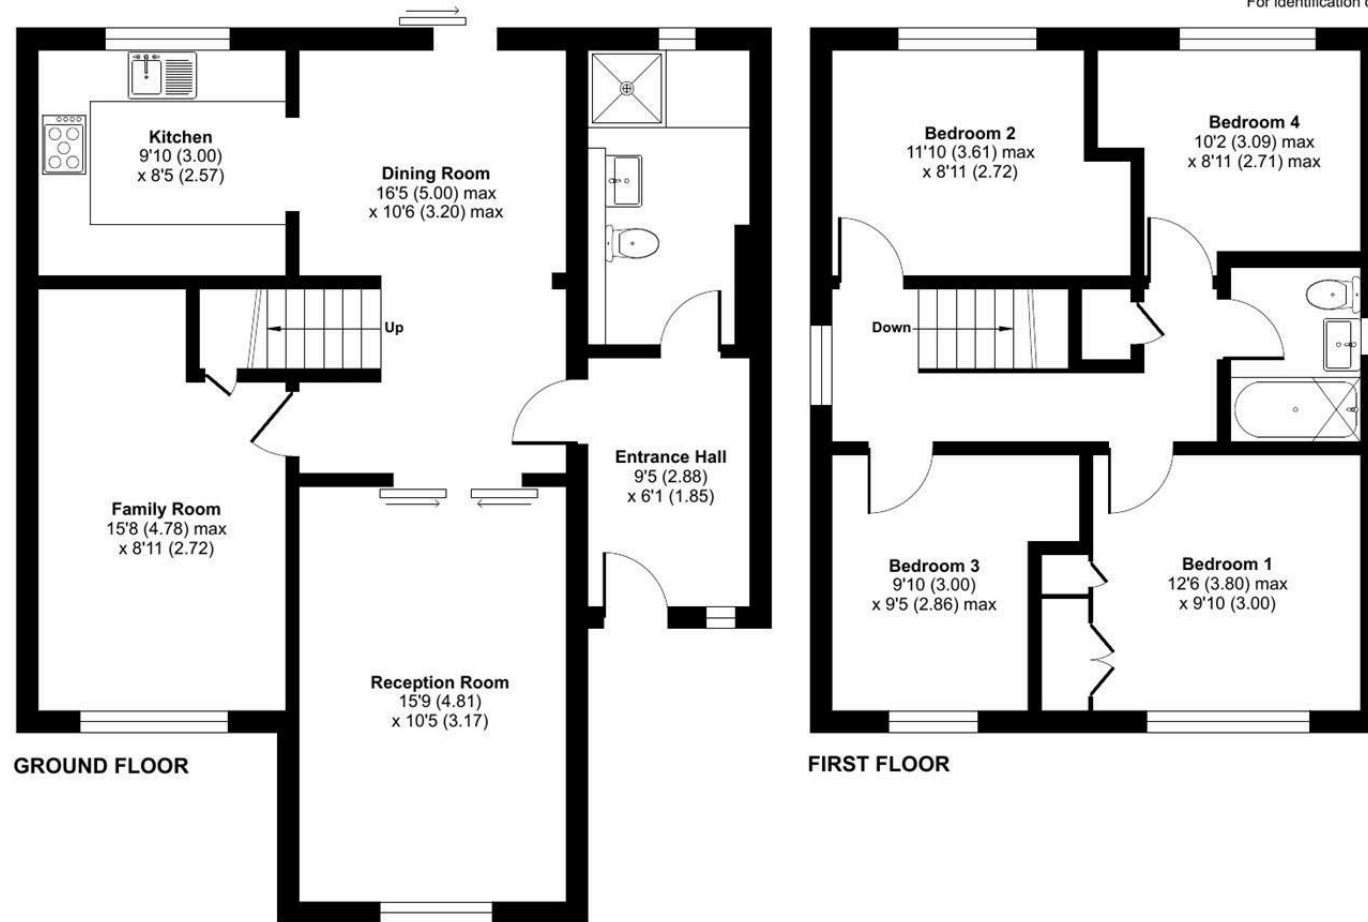 For identification o
Kitchen
9'10 (3.00)
x 8'5 (2.57)
Dining Room
16'5 (5.00) max
x 10'6 (3.20) max
Up
Family Room
15'8 (4.78) max
x 8'11 (2.72)
Entrance Hall
9'5 (2.88)
x 6'1 (1.85)
Reception Room
15'9 (4.81)
x 10'5 (3.17)
GROUND FLOOR
Bedroom 2
11'10 (3.61) max
x 8'11 (2.72)
Bedroom 4
10'2 (3.09) max
x 8'11 (2.71) max
Down
Bedroom 3
9'10 (3.00)
x 9'5 (2.86) max
Bedroom 1
12'6 (3.80) max
x 9'10 (3.00)
FIRST FLOOR